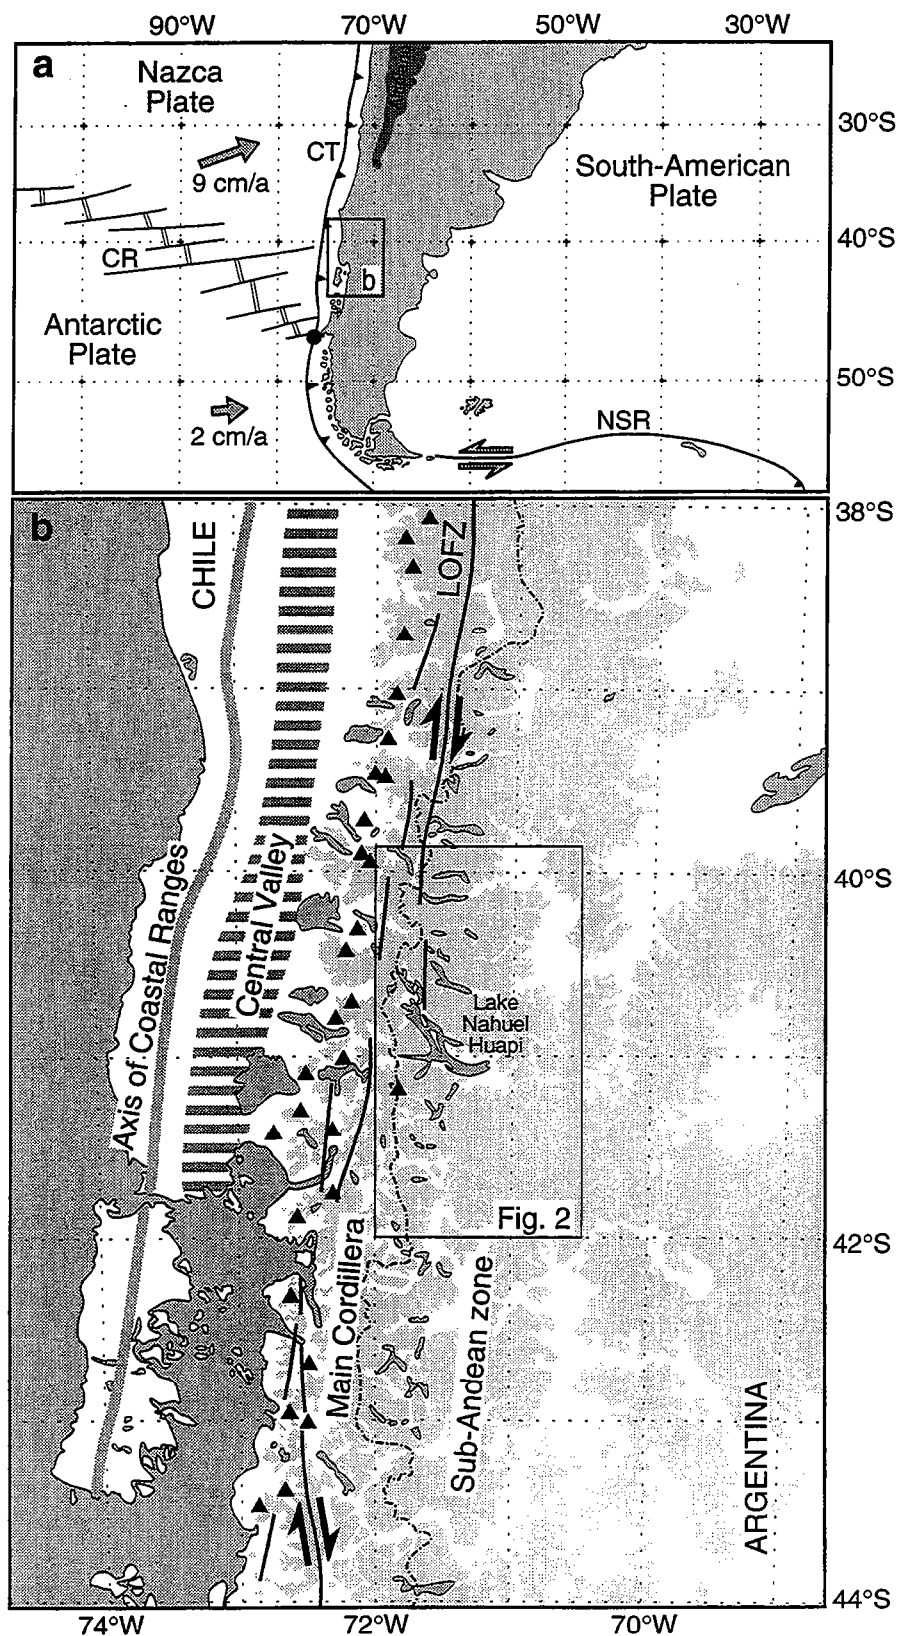 90°W 70°W 50°W 30°W
a
Nazca
Plate
30°S
CT
9 cm/a
South-American
Plate
40°S
CR
b
Antarctic
Plate
50°S
2 cm/a
NSR
b
38°S
CHILE
LOFZ
Axis of Coastal Ranges
Central Valley
40°S
Lake
Nahuel
Huapi
Fig. 2
42°S
Main Cordillera
Sub-Andean zone
ARGENTINA
44°S
74°W 72°W 70°W